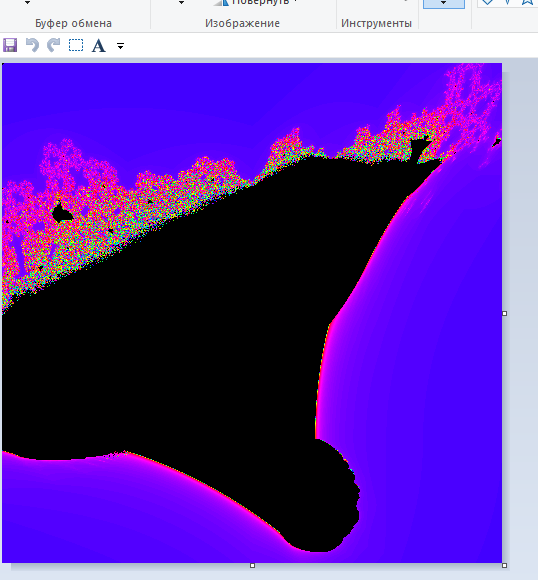 Повернуть
Буфер обмена
Изображение
Инструменты
A